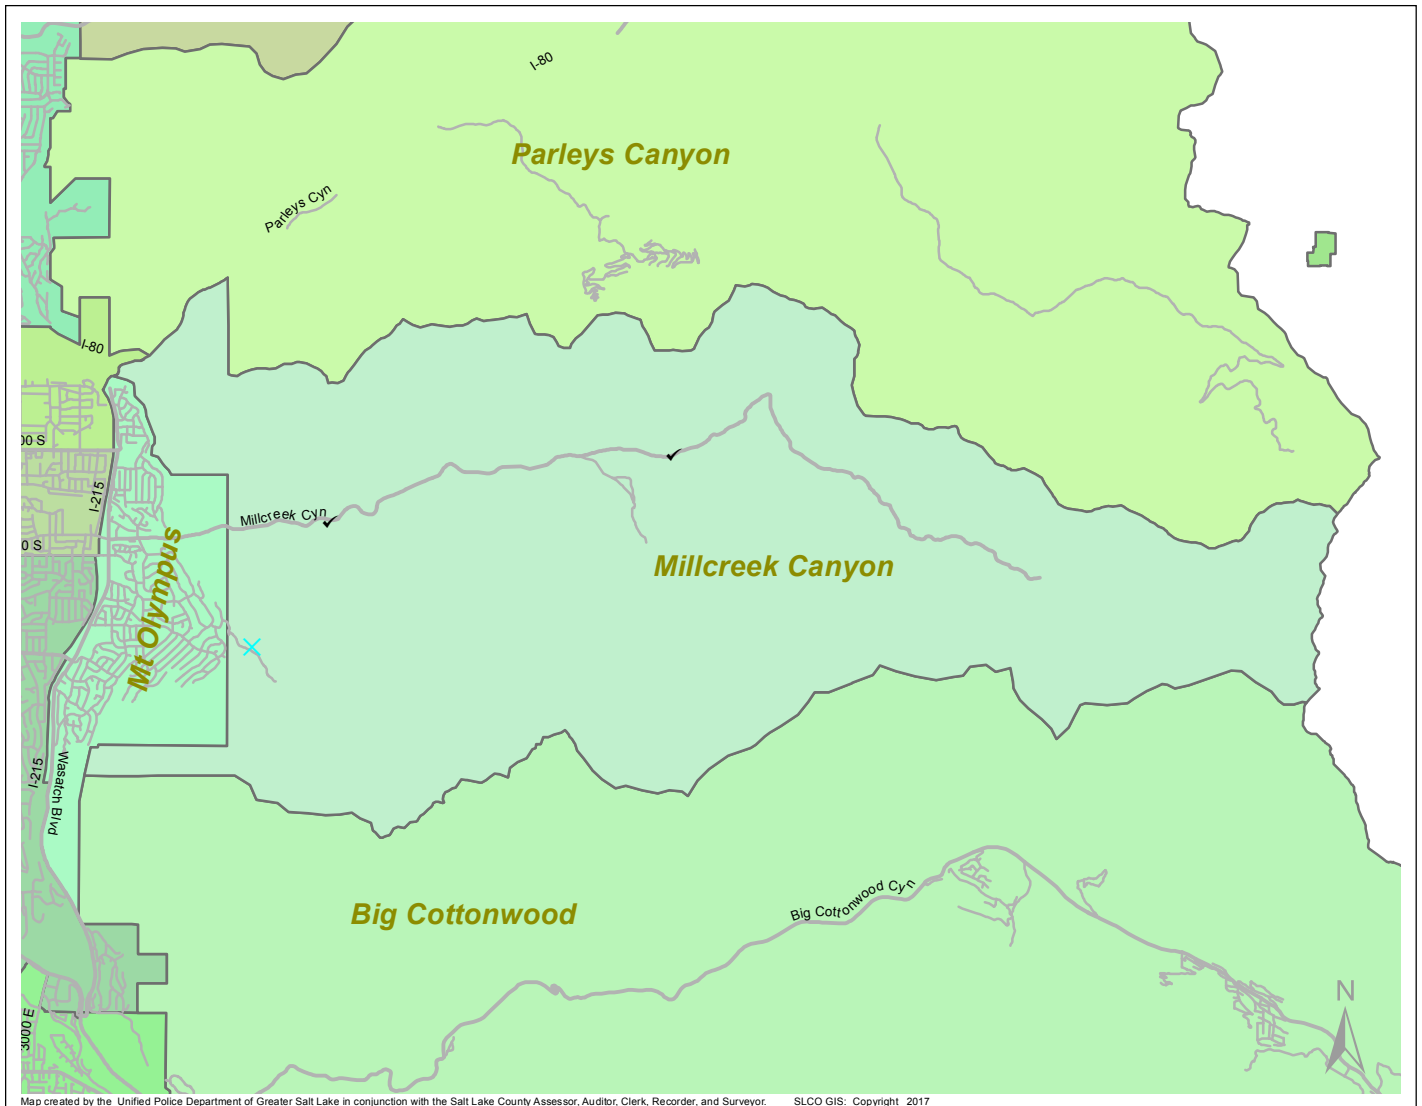 I-80
Parleys Canyon
Parleys Cyn
I-80
00 S
I-215
Millcreek Cyn
0 S
Millcreek Canyon
Mt Olympus
I-215
Wasatch Blvd
Big Cottonwood Cyn
Big Cottonwood
N
3000 E
Map created by the Unified Police Department of Greater Salt Lake in conjunction with the Salt Lake County Assessor, Auditor, Clerk, Recorder, and Surveyor. SLCO GIS: Copyright 2017